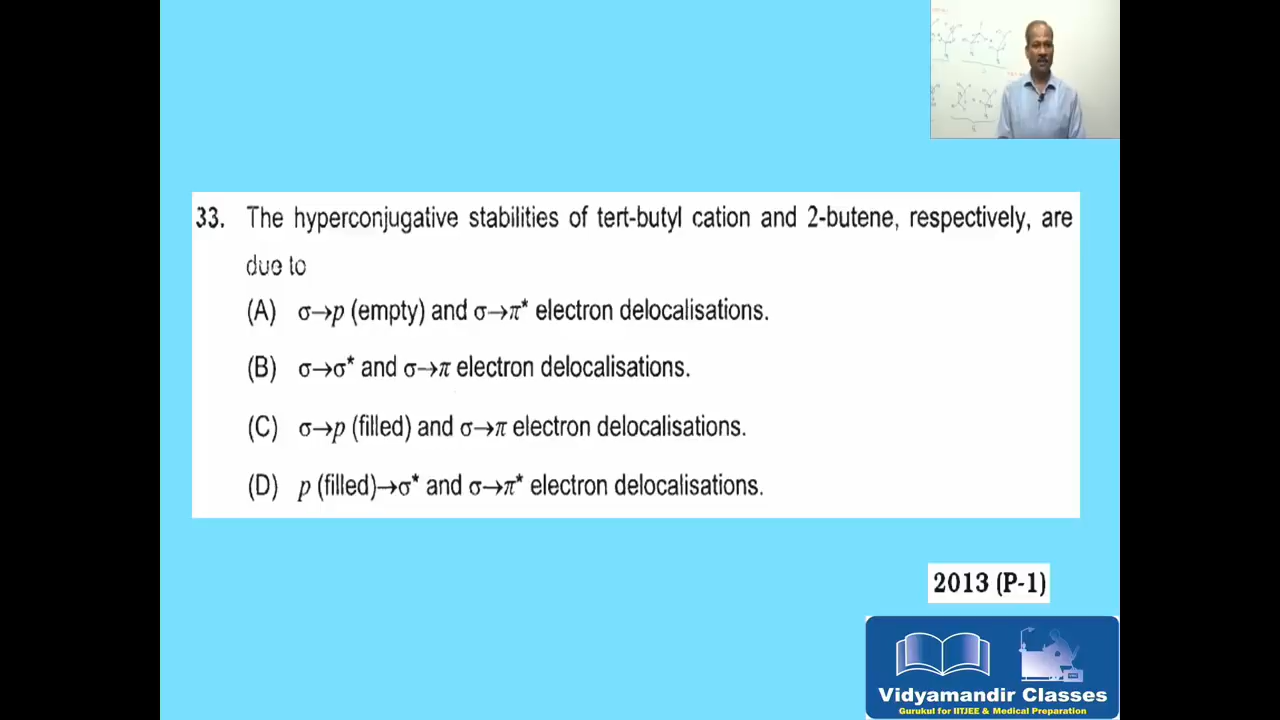 33. The hyperconjugative stabilities of tert-butyl cation and 2-butene, respectively, are
due to
(A) σ→p (empty) and σ→π* electron delocalisations.
(B) σ→σ* and σ→π electron delocalisations.
(C) σ→p (filled) and σ→π electron delocalisations.
(D) p (filled)→σ* and σ→π* electron delocalisations.
2013 (P-1)
Vidyamandir Classes
Gurukul for IITJEE & Medical Preparation